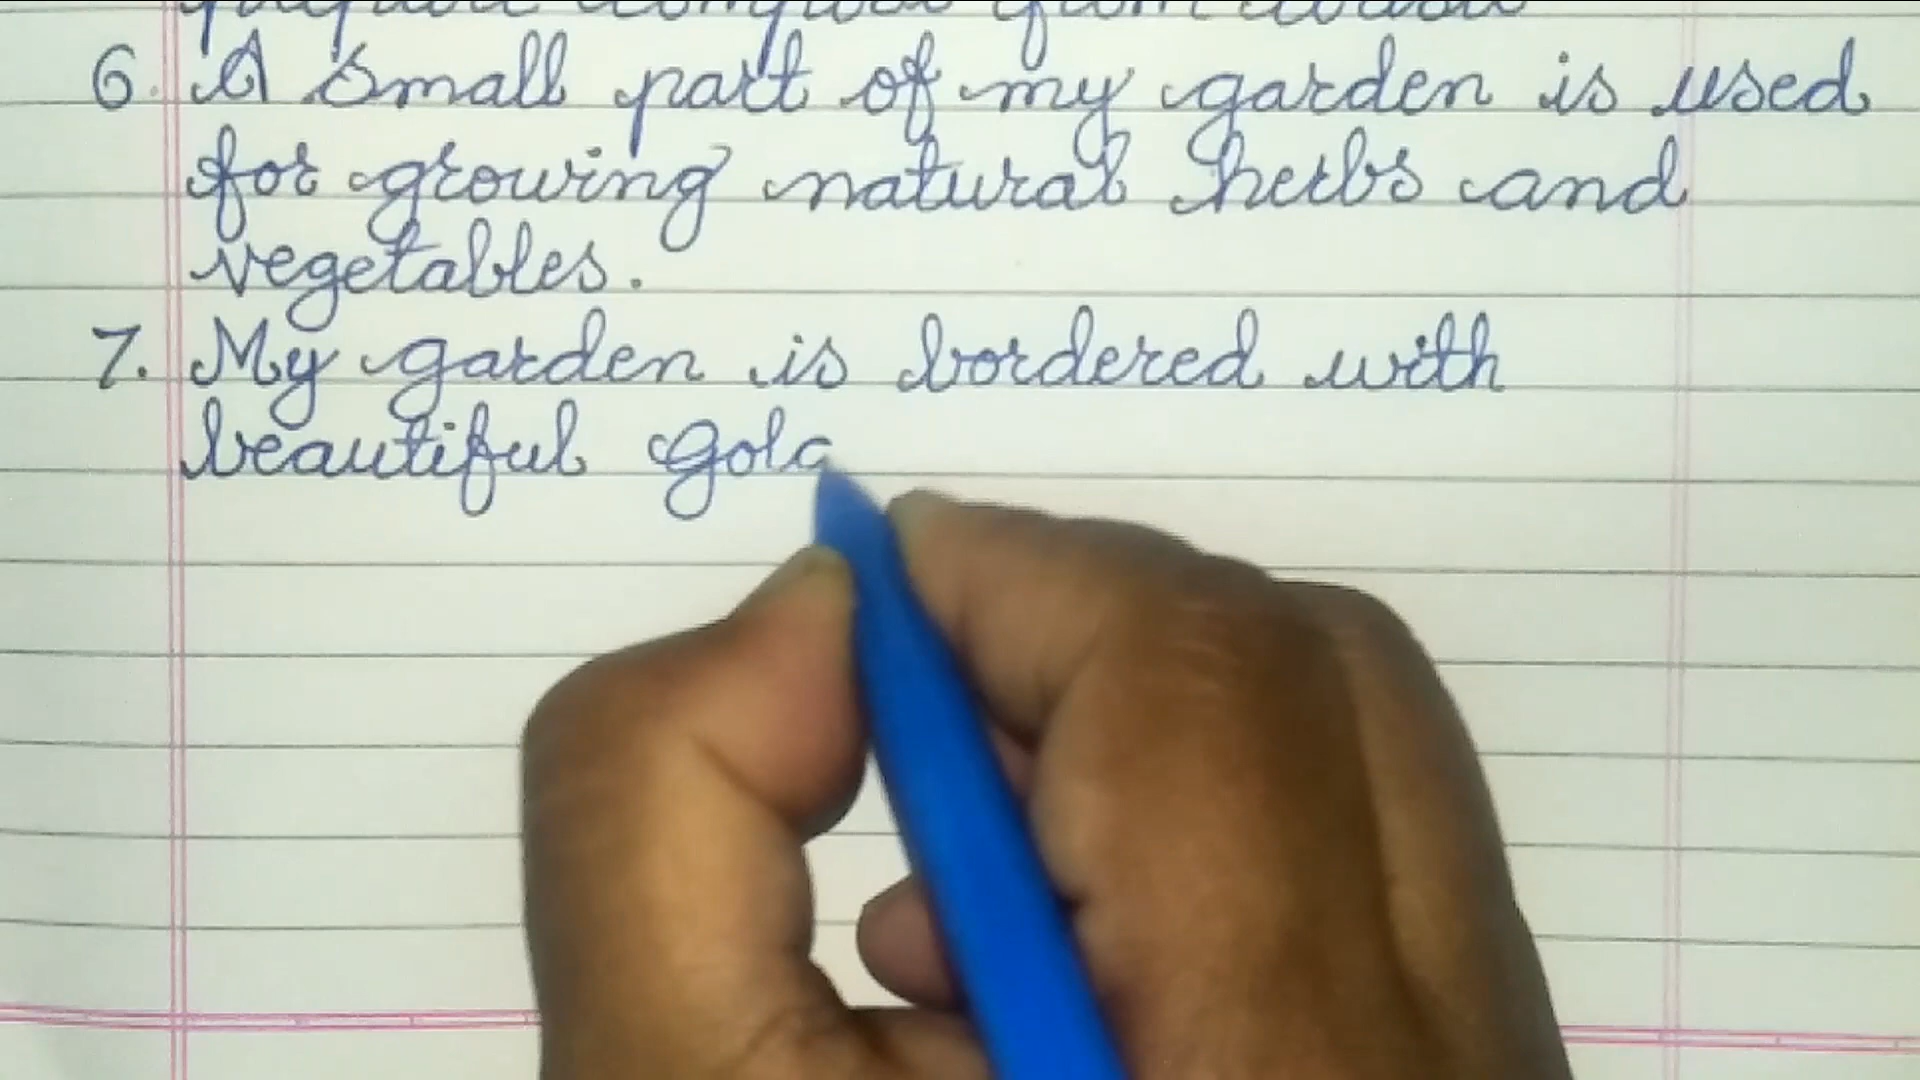 6. A small part of my garden is used
for growing natural herbs and
vegetables.
7. My garden is bordered with
beautiful